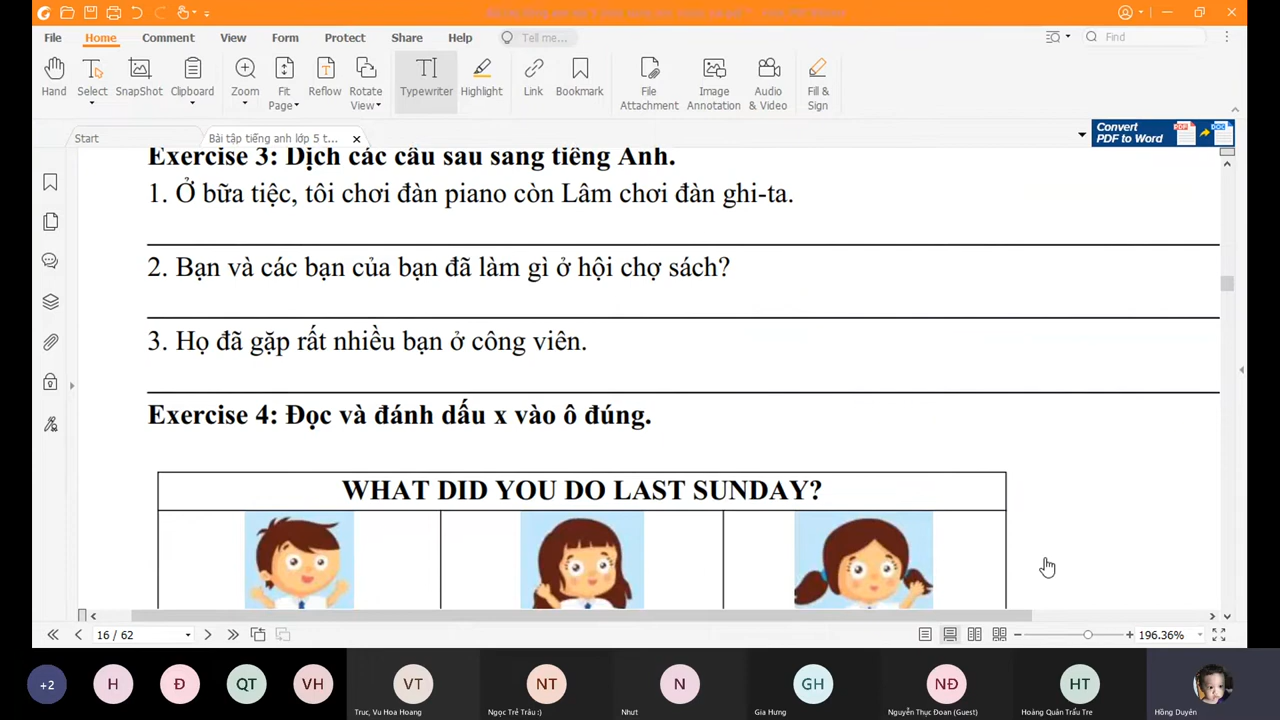 File Home Comment View Form Protect Share Help Tell me... Find
Hand Select SnapShot Clipboard Zoom Fit Page Reflow Rotate View Typewriter Highlight Link Bookmark File Attachment Image Annotation Audio & Video Fill & Sign
Start Bài tập tiếng anh lớp 5 t... Convert PDF to Word
Exercise 3: Dịch các câu sau sang tiếng Anh.
1. Ở bữa tiệc, tôi chơi đàn piano còn Lâm chơi đàn ghi-ta.
2. Bạn và các bạn của bạn đã làm gì ở hội chợ sách?
3. Họ đã gặp rất nhiều bạn ở công viên.
Exercise 4: Đọc và đánh dấu x vào ô đúng.
WHAT DID YOU DO LAST SUNDAY?
16 / 62 196.36%
+2 H Đ QT VH VT NT N GH NĐ HT
Truc, Vu Hoa Hoang Ngọc Trẻ Trâu :) Như Gia Hưng Nguyễn Thục Đoan (Guest) Hoàng Quân Trẩu Tre Hồng Duyên